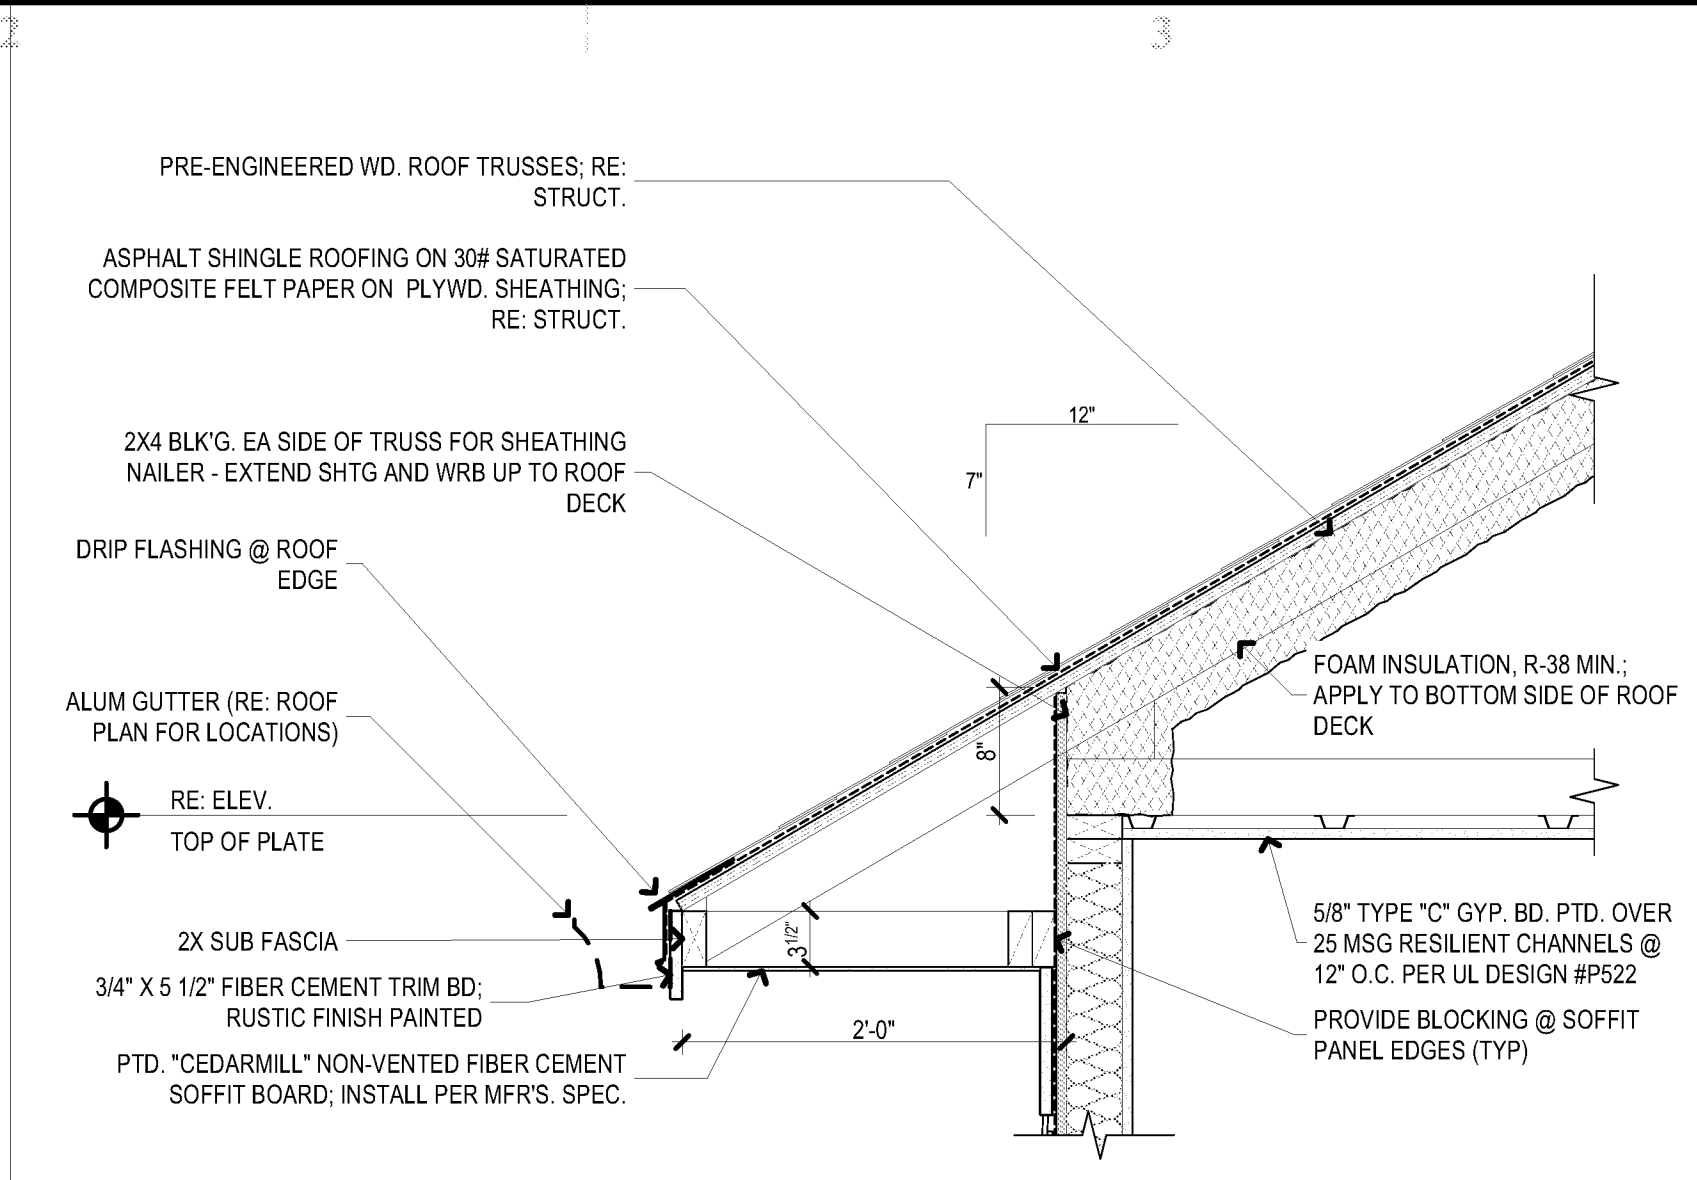 2
3
PRE-ENGINEERED WD. ROOF TRUSSES; RE:
STRUCT.
ASPHALT SHINGLE ROOFING ON 30# SATURATED
COMPOSITE FELT PAPER ON PLYWD. SHEATHING;
RE: STRUCT.
12"
7"
2X4 BLK'G. EA SIDE OF TRUSS FOR SHEATHING
NAILER - EXTEND SHTG AND WRB UP TO ROOF
DECK
DRIP FLASHING @ ROOF
EDGE
FOAM INSULATION, R-38 MIN.;
APPLY TO BOTTOM SIDE OF ROOF
DECK
ALUM GUTTER (RE: ROOF
PLAN FOR LOCATIONS)
8"
RE: ELEV.
TOP OF PLATE
2X SUB FASCIA
3 1/2"
5/8" TYPE "C" GYP. BD. PTD. OVER
25 MSG RESILIENT CHANNELS @
12" O.C. PER UL DESIGN #P522
3/4" X 5 1/2" FIBER CEMENT TRIM BD;
RUSTIC FINISH PAINTED
2'-0"
PROVIDE BLOCKING @ SOFFIT
PANEL EDGES (TYP)
PTD. "CEDARMILL" NON-VENTED FIBER CEMENT
SOFFIT BOARD; INSTALL PER MFR'S. SPEC.